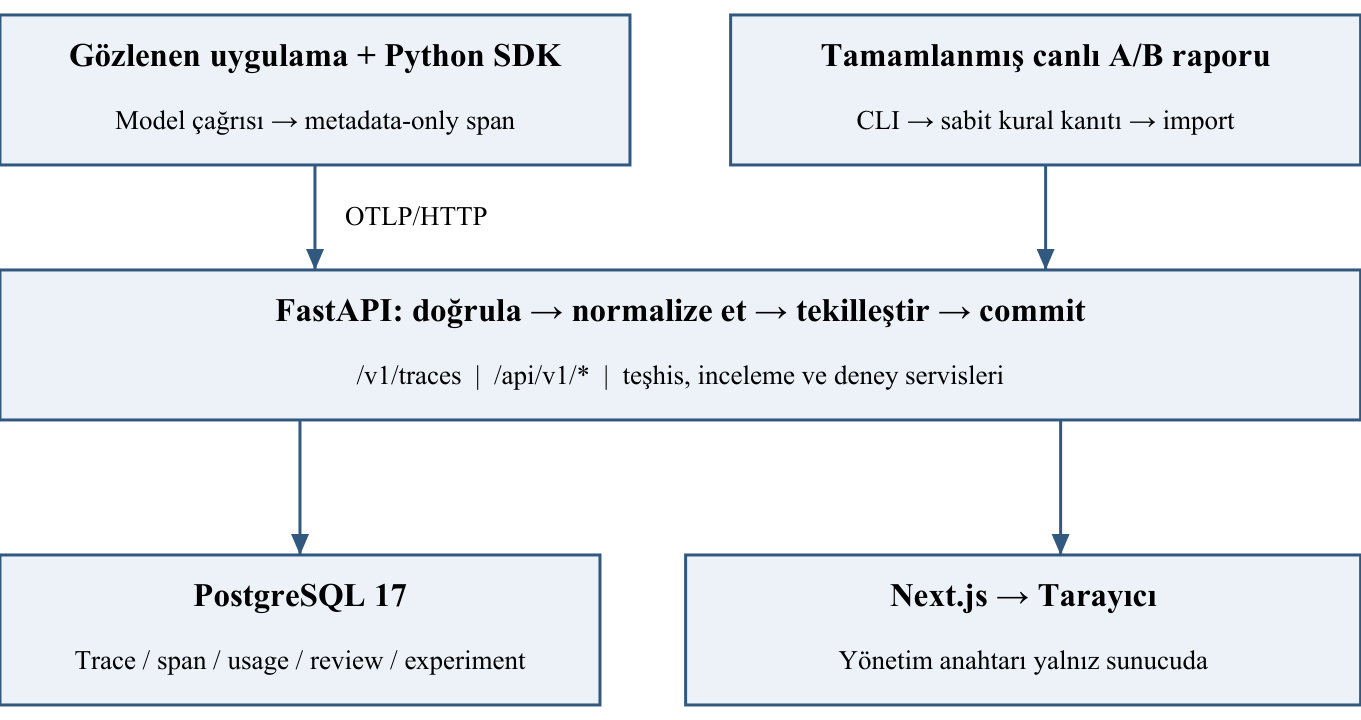 Gözlenen uygulama + Python SDK
Model çağrısı → metadata-only span
Tamamlanmış canlı A/B raporu
CLI → sabit kural kanıtı → import
OTLP/HTTP
FastAPI: doğrula → normalize et → tekilleştir → commit
/v1/traces | /api/v1/* | teşhis, inceleme ve deney servisleri
PostgreSQL 17
Trace / span / usage / review / experiment
Next.js → Tarayıcı
Yönetim anahtarı yalnız sunucuda